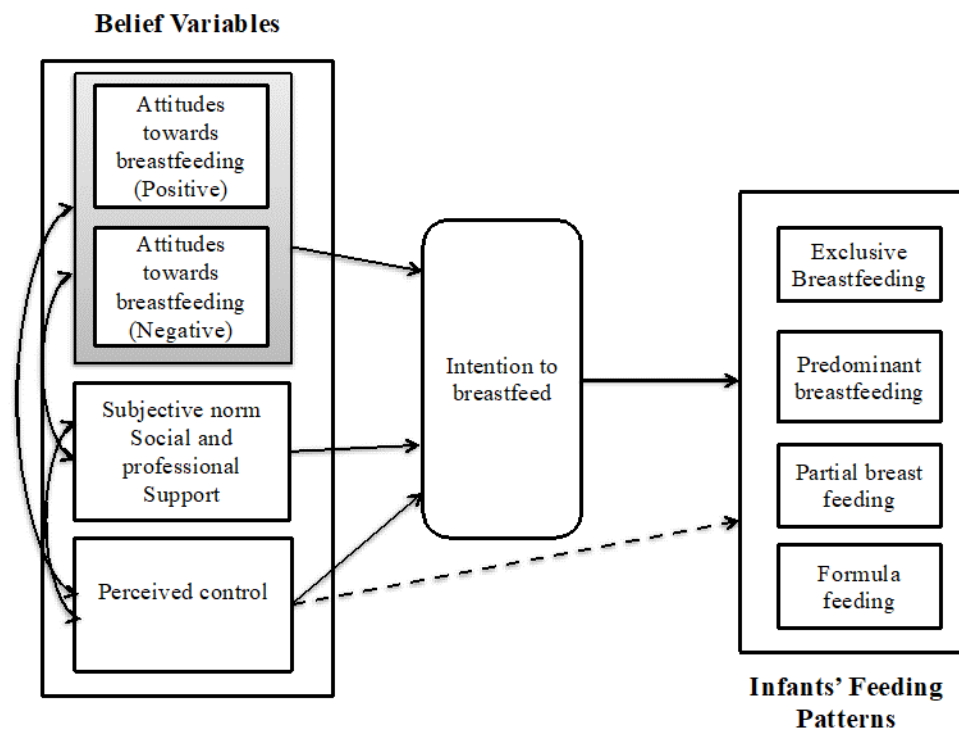 Belief Variables
Attitudes
towards
breastfeeding
(Positive)
Attitudes
towards
breastfeeding
(Negative)
Subjective norm
Social and
professional
Support
Perceived control
Intention to
breastfeed
Exclusive
Breastfeeding
Predominant
breastfeeding
Partial breast
feeding
Formula
feeding
Infants’ Feeding
Patterns